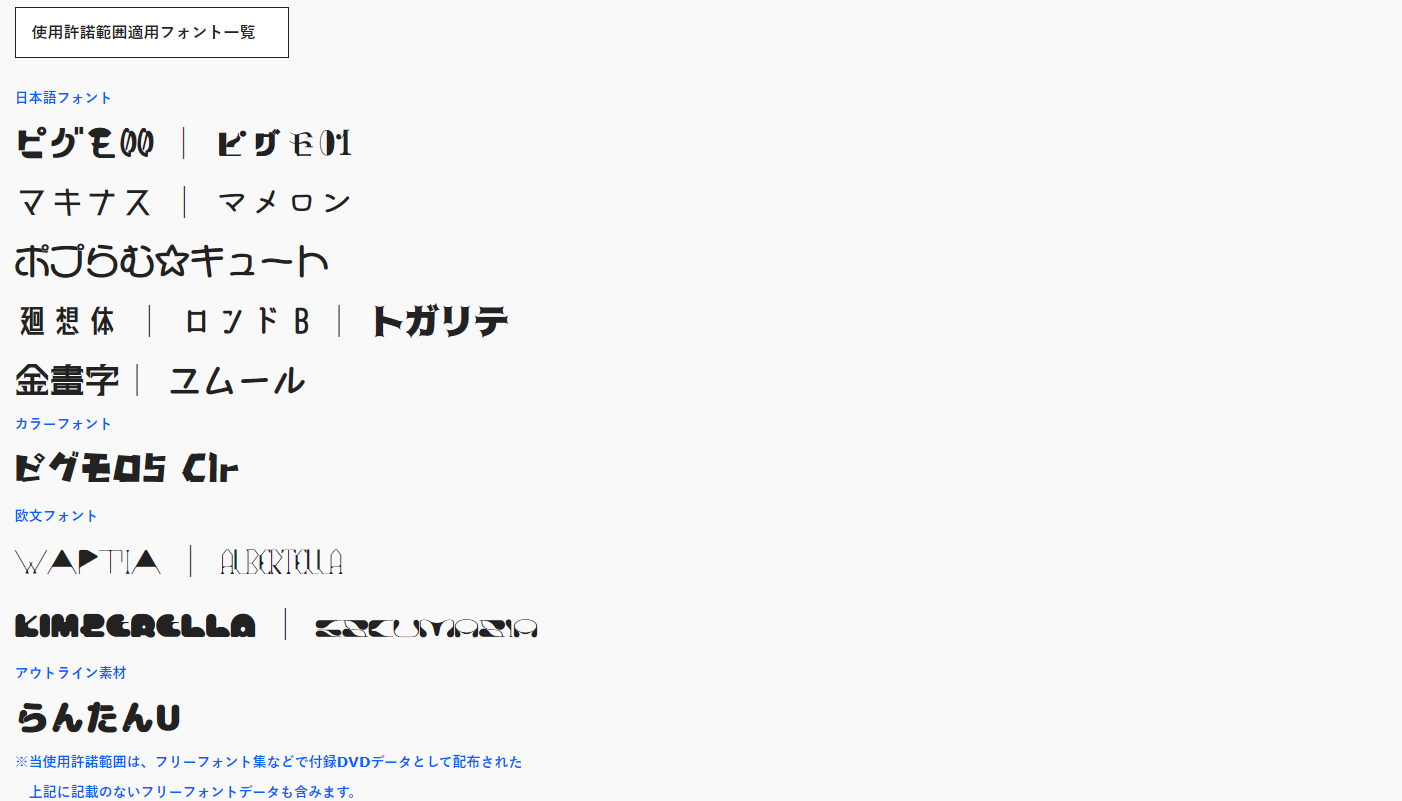 使用許諾範囲適用フォント一覧
日本語フォント
ピグモ00 | ピグモ01
マキナス | マメロン
ポプらむ☆キュート
廻想体 | ロンドB | トガリテ
金畫字 | ユムール
カラーフォント
ピグモ05 Clr
欧文フォント
WAPTIA | ALBERTELLA
KIMBERELLA | ESCUMAZIA
アウトライン素材
らんたんU
※当使用許諾範囲は、フリーフォント集などで付録DVDデータとして配布された
上記に記載のないフリーフォントデータも含みます。